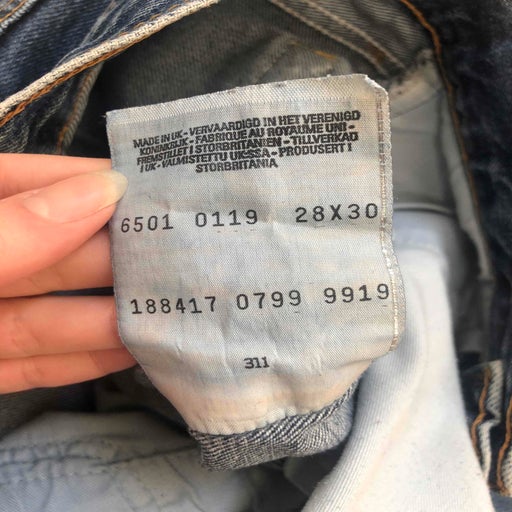 MADE IN UK - VERVAARDIGD IN HET VERENIGD
KONINKRIJK - FABRIQUE AU ROYAUME UNI -
FREMSTILLET I STORBRITANIEN - TILLVERKAD
I UK - VALMISTETTU UK:SSA - PRODUSERT I
STORBRITANIA
6501 0119 28X30
188417 0799 9919
311